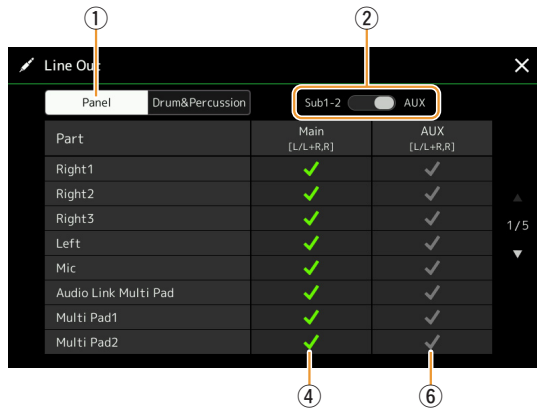 ① ②
Line Out
Panel Drum&Percussion Sub1-2 AUX
Part Main AUX
[L/L+R,R] [L/L+R,R]
Right1
Right2
Right3
1/5
Left
Mic
Audio Link Multi Pad
Multi Pad1
Multi Pad2
④ ⑥